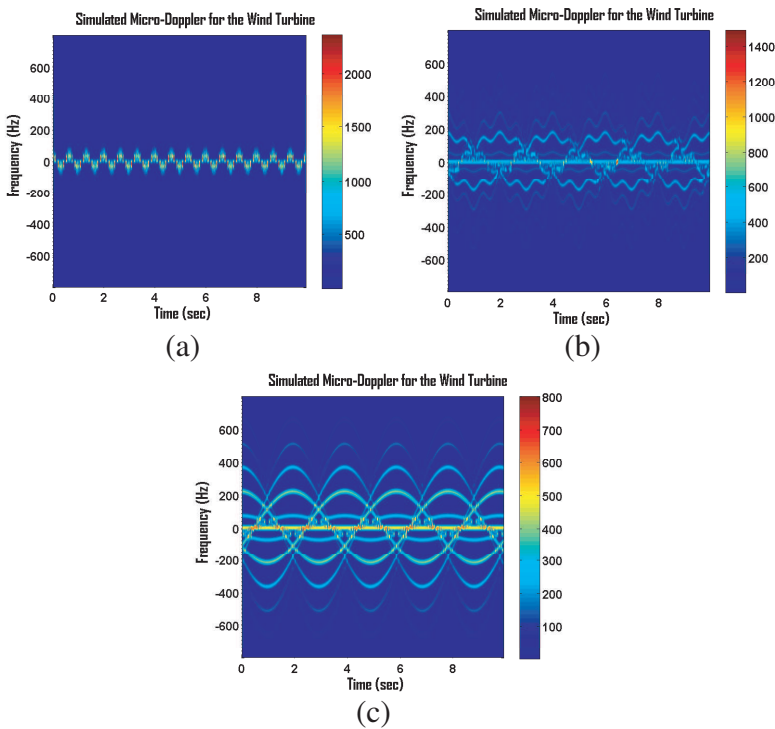 Simulated Micro-Doppler for the Wind Turbine
600
400
200
0
-200
-400
-600
Frequency (Hz)
0 2 4 6 8
Time (sec)
2000
1500
1000
500
(a)
Simulated Micro-Doppler for the Wind Turbine
600
400
200
0
-200
-400
-600
Frequency (Hz)
0 2 4 6 8
Time (sec)
1400
1200
1000
800
600
400
200
(b)
Simulated Micro-Doppler for the Wind Turbine
600
400
200
0
-200
-400
-600
Frequency (Hz)
0 2 4 6 8
Time (sec)
800
700
600
500
400
300
200
100
(c)